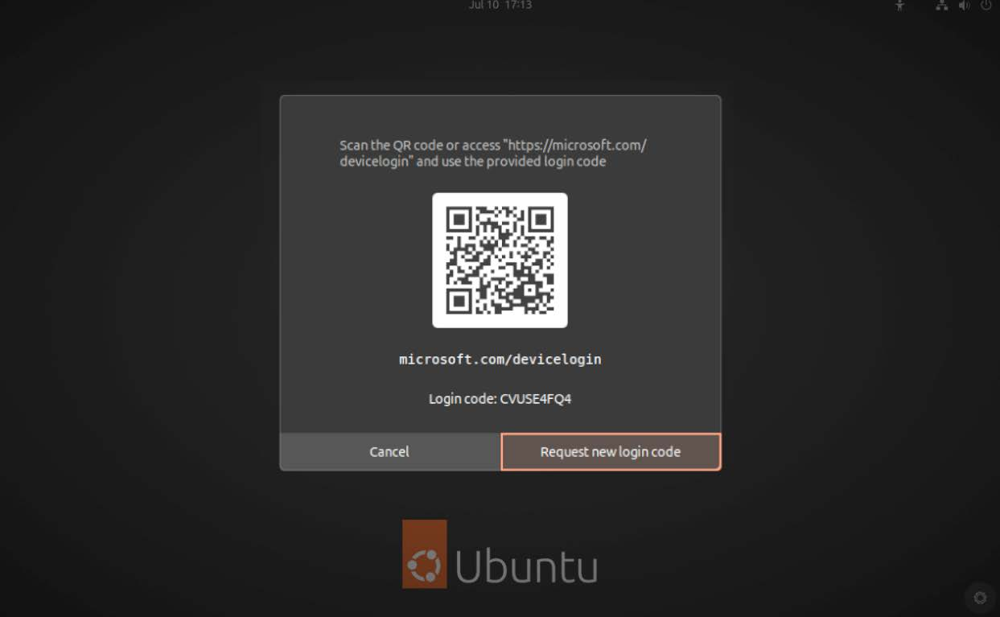 Jul 10 17:13
Scan the QR code or access "https://microsoft.com/
devicelogin" and use the provided login code
microsoft.com/devicelogin
Login code: CVUSE4FQ4
Cancel
Request new login code
Ubuntu